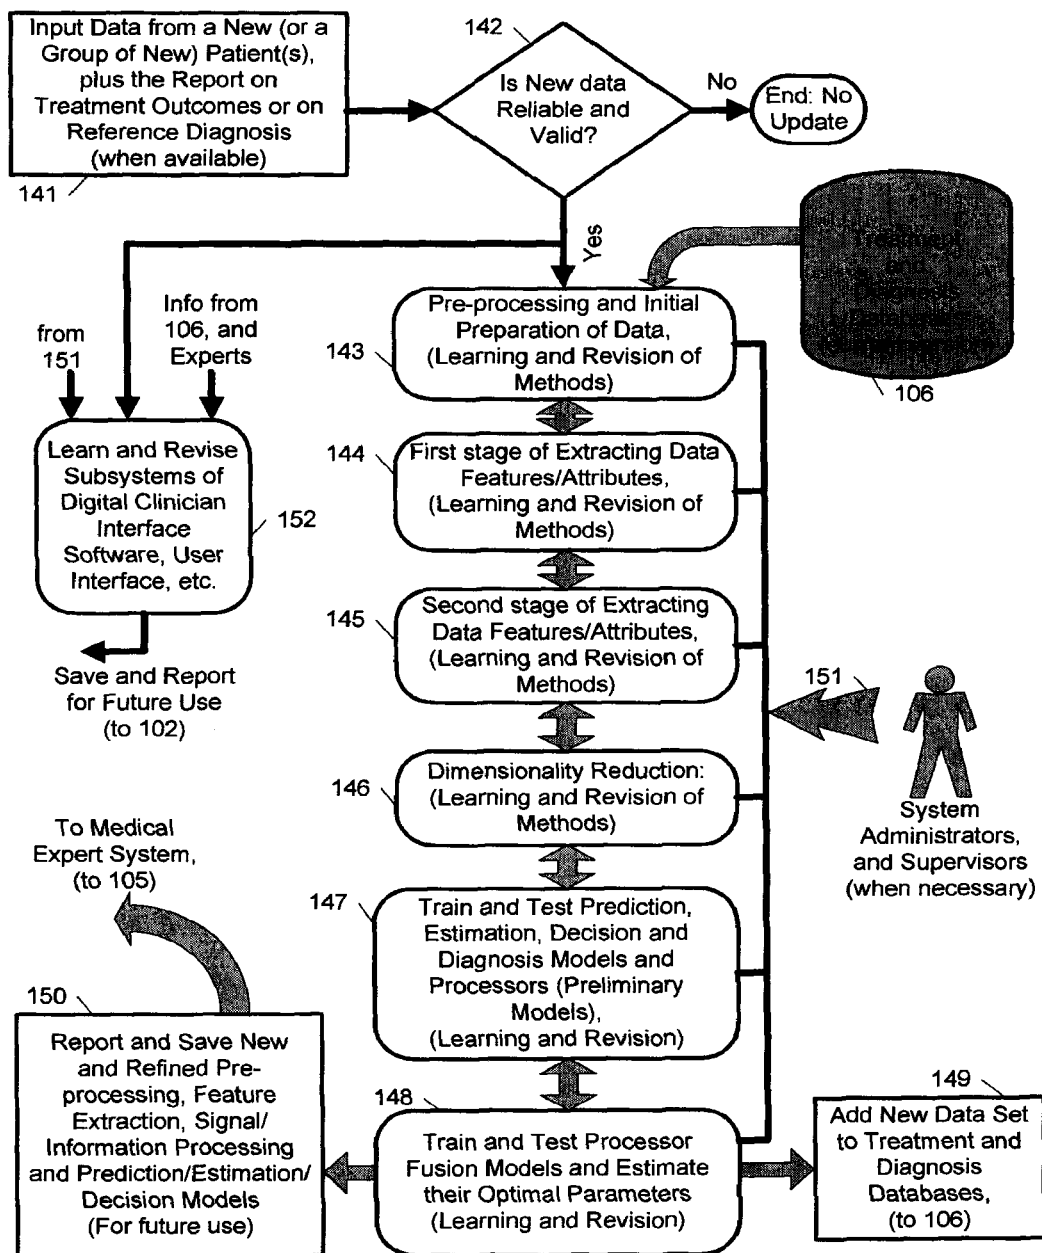 Input Data from a New (or a
Group of New) Patient(s),
plus the Report on
Treatment Outcomes or on
Reference Diagnosis
(when available)
141
142
Is New data
Reliable and
Valid?
No
End: No
Update
Yes
Treatment
and
Diagnosis
Databases
106
from
151
Info from
106, and
Experts
Pre-processing and Initial
Preparation of Data,
(Learning and Revision of
Methods)
143
Learn and Revise
Subsystems of
Digital Clinician
Interface
Software, User
Interface, etc.
152
Save and Report
for Future Use
(to 102)
144
First stage of Extracting Data
Features/Attributes,
(Learning and Revision of
Methods)
145
Second stage of Extracting
Data Features/Attributes,
(Learning and Revision of
Methods)
151
System
Administrators,
and Supervisors
(when necessary)
146
Dimensionality Reduction:
(Learning and Revision of
Methods)
To Medical
Expert System,
(to 105)
147
Train and Test Prediction,
Estimation, Decision and
Diagnosis Models and
Processors (Preliminary
Models),
(Learning and Revision)
150
Report and Save New
and Refined Pre-
processing, Feature
Extraction, Signal/
Information Processing
and Prediction/Estimation/
Decision Models
(For future use)
148
Train and Test Processor
Fusion Models and Estimate
their Optimal Parameters
(Learning and Revision)
149
Add New Data Set
to Treatment and
Diagnosis
Databases,
(to 106)